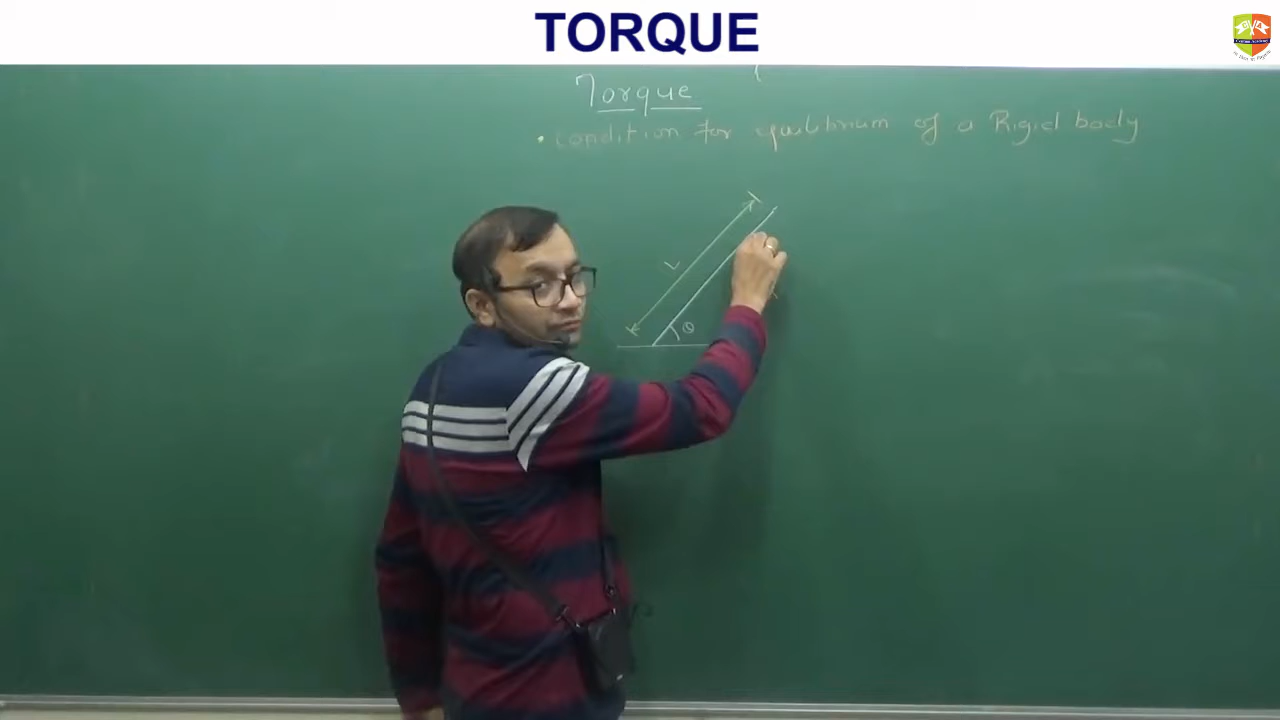 TORQUE
Torque
• condition for equilibrium of a Rigid body
θ